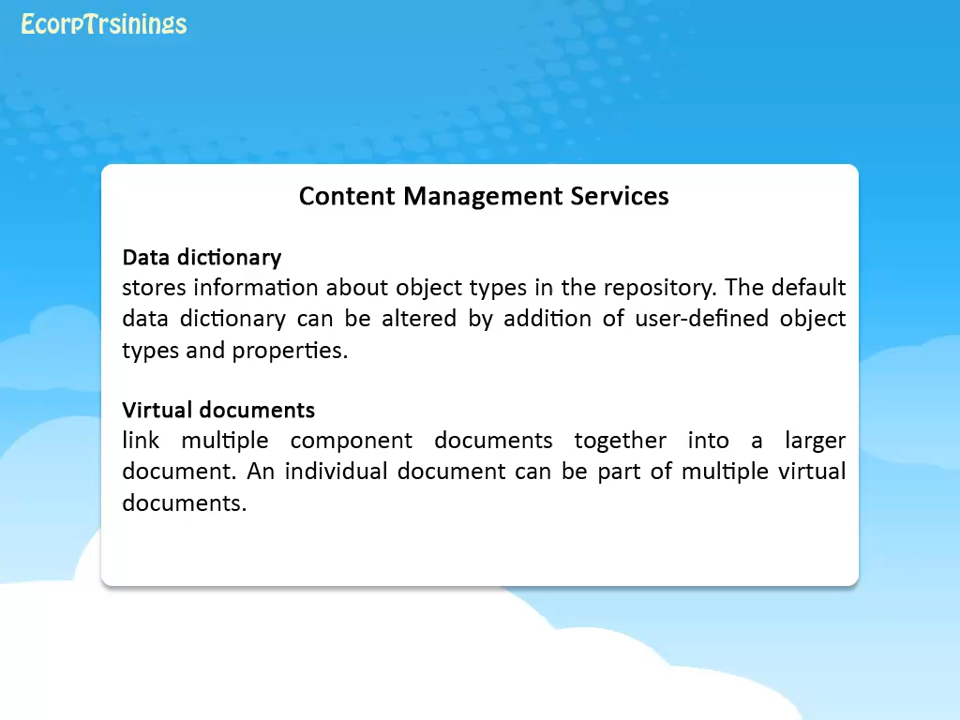 EcorpTrsinings
Content Management Services
Data dictionary
stores information about object types in the repository. The default
data dictionary can be altered by addition of user-defined object
types and properties.
Virtual documents
link multiple component documents together into a larger
document. An individual document can be part of multiple virtual
documents.